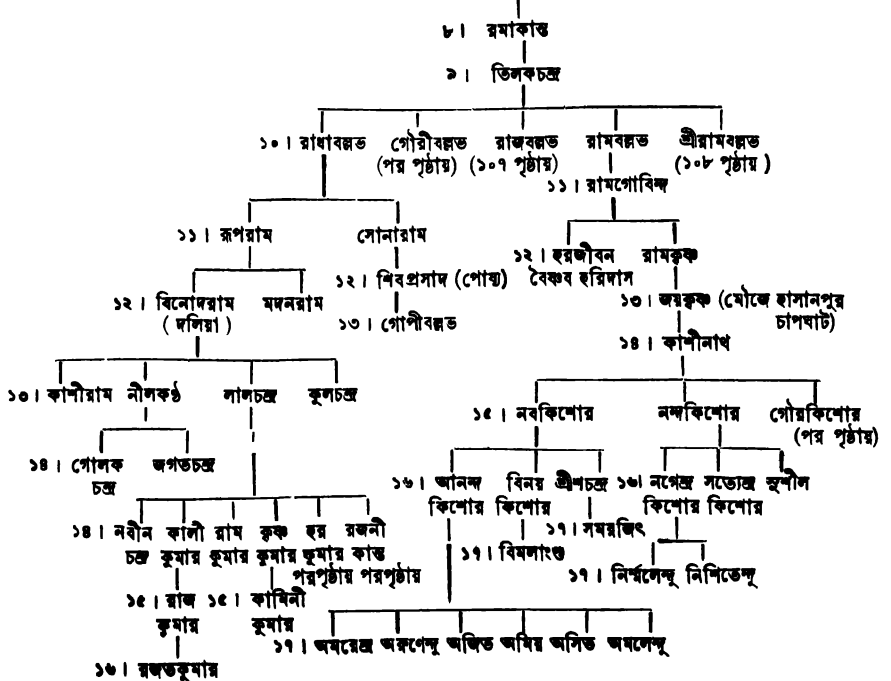 ৮। রমাকান্ত
৯। তিলকচন্দ্র
১০। রাধাবল্লভ গৌরীবল্লভ রাজবল্লভ রামবল্লভ শ্রীরামবল্লভ
(পর পৃষ্ঠায়) (১০৭ পৃষ্ঠায়) (১০৮ পৃষ্ঠায়)
১১। রামগোবিন্দ
১১। রূপরাম সোনারাম
১২। হরজীবন রামকৃষ্ণ
বৈষ্ণব হরিদাস
১২। শিবপ্রসাদ (পোষ্য)
১২। বিনোদরাম মদনরাম
(দলিয়া)
১৩। জয়কৃষ্ণ (মৌজে হাসানপুর
চাপঘাট)
১৩। গোপীবল্লভ
১৪। কাশীনাথ
১৩। কাশীরাম নীলকণ্ঠ লালচন্দ্র কুলচন্দ্র
১৫। নবকিশোর নন্দকিশোর গৌরকিশোর
(পর পৃষ্ঠায়)
১৪। গোলক জগতচন্দ্র
চন্দ্র
১৬। আনন্দ বিনয় শ্রীশচন্দ্র ১৬। নগেন্দ্র সত্যেন্দ্র সুশীল
কিশোর কিশোর কিশোর কিশোর
১৪। নবীন কালী রাম কৃষ্ণ হর রজনী
চন্দ্র কুমার কুমার কুমার কুমার কান্ত
পরপৃষ্ঠায় পরপৃষ্ঠায়
১৭। সমরজিৎ
১৭। বিমলাংশু
১৭। নির্ম্মলেন্দু নিশিতেন্দু
১৫। রাজ ১৫। কামিনী
কুমার কুমার
১৭। অমরেন্দ্র অরুণেন্দু অজিত অমিয় অসিত অমলেন্দু
১৬। রজতকুমার